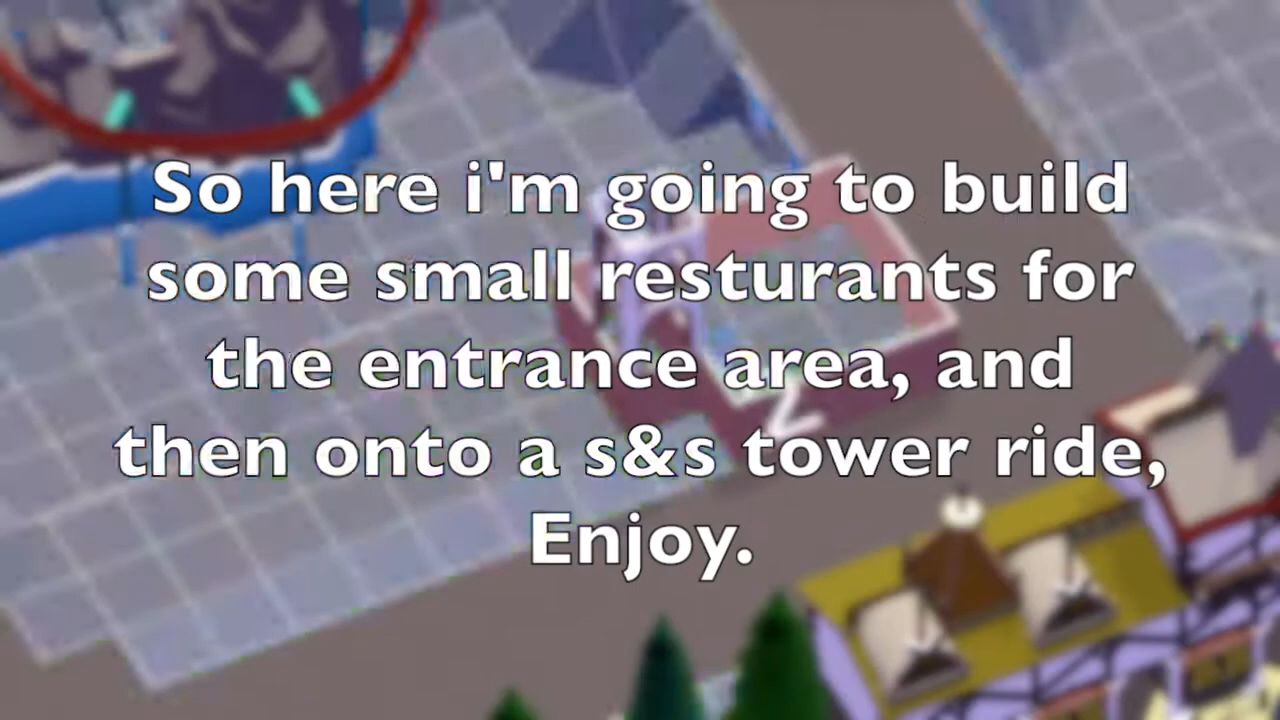 So here i'm going to build
some small resturants for
the entrance area, and
then onto a s&s tower ride,
Enjoy.